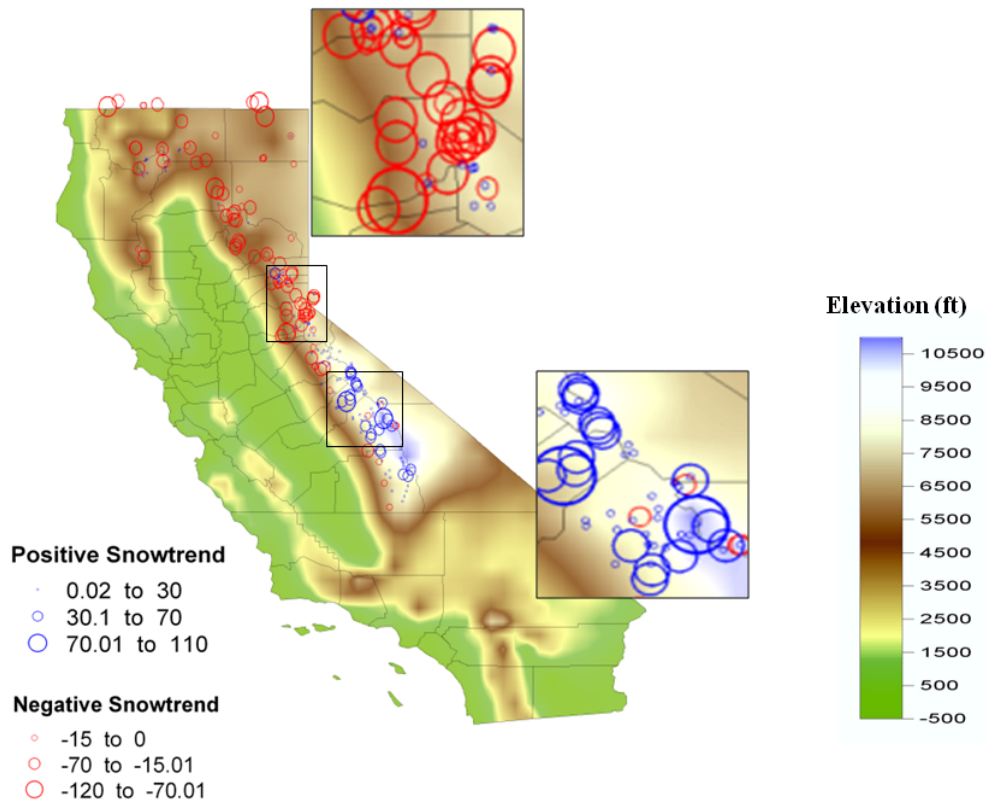 Elevation (ft)
10500
9500
8500
7500
6500
5500
4500
3500
2500
1500
500
-500
Positive Snowtrend
0.02 to 30
30.1 to 70
70.01 to 110
Negative Snowtrend
-15 to 0
-70 to -15.01
-120 to -70.01